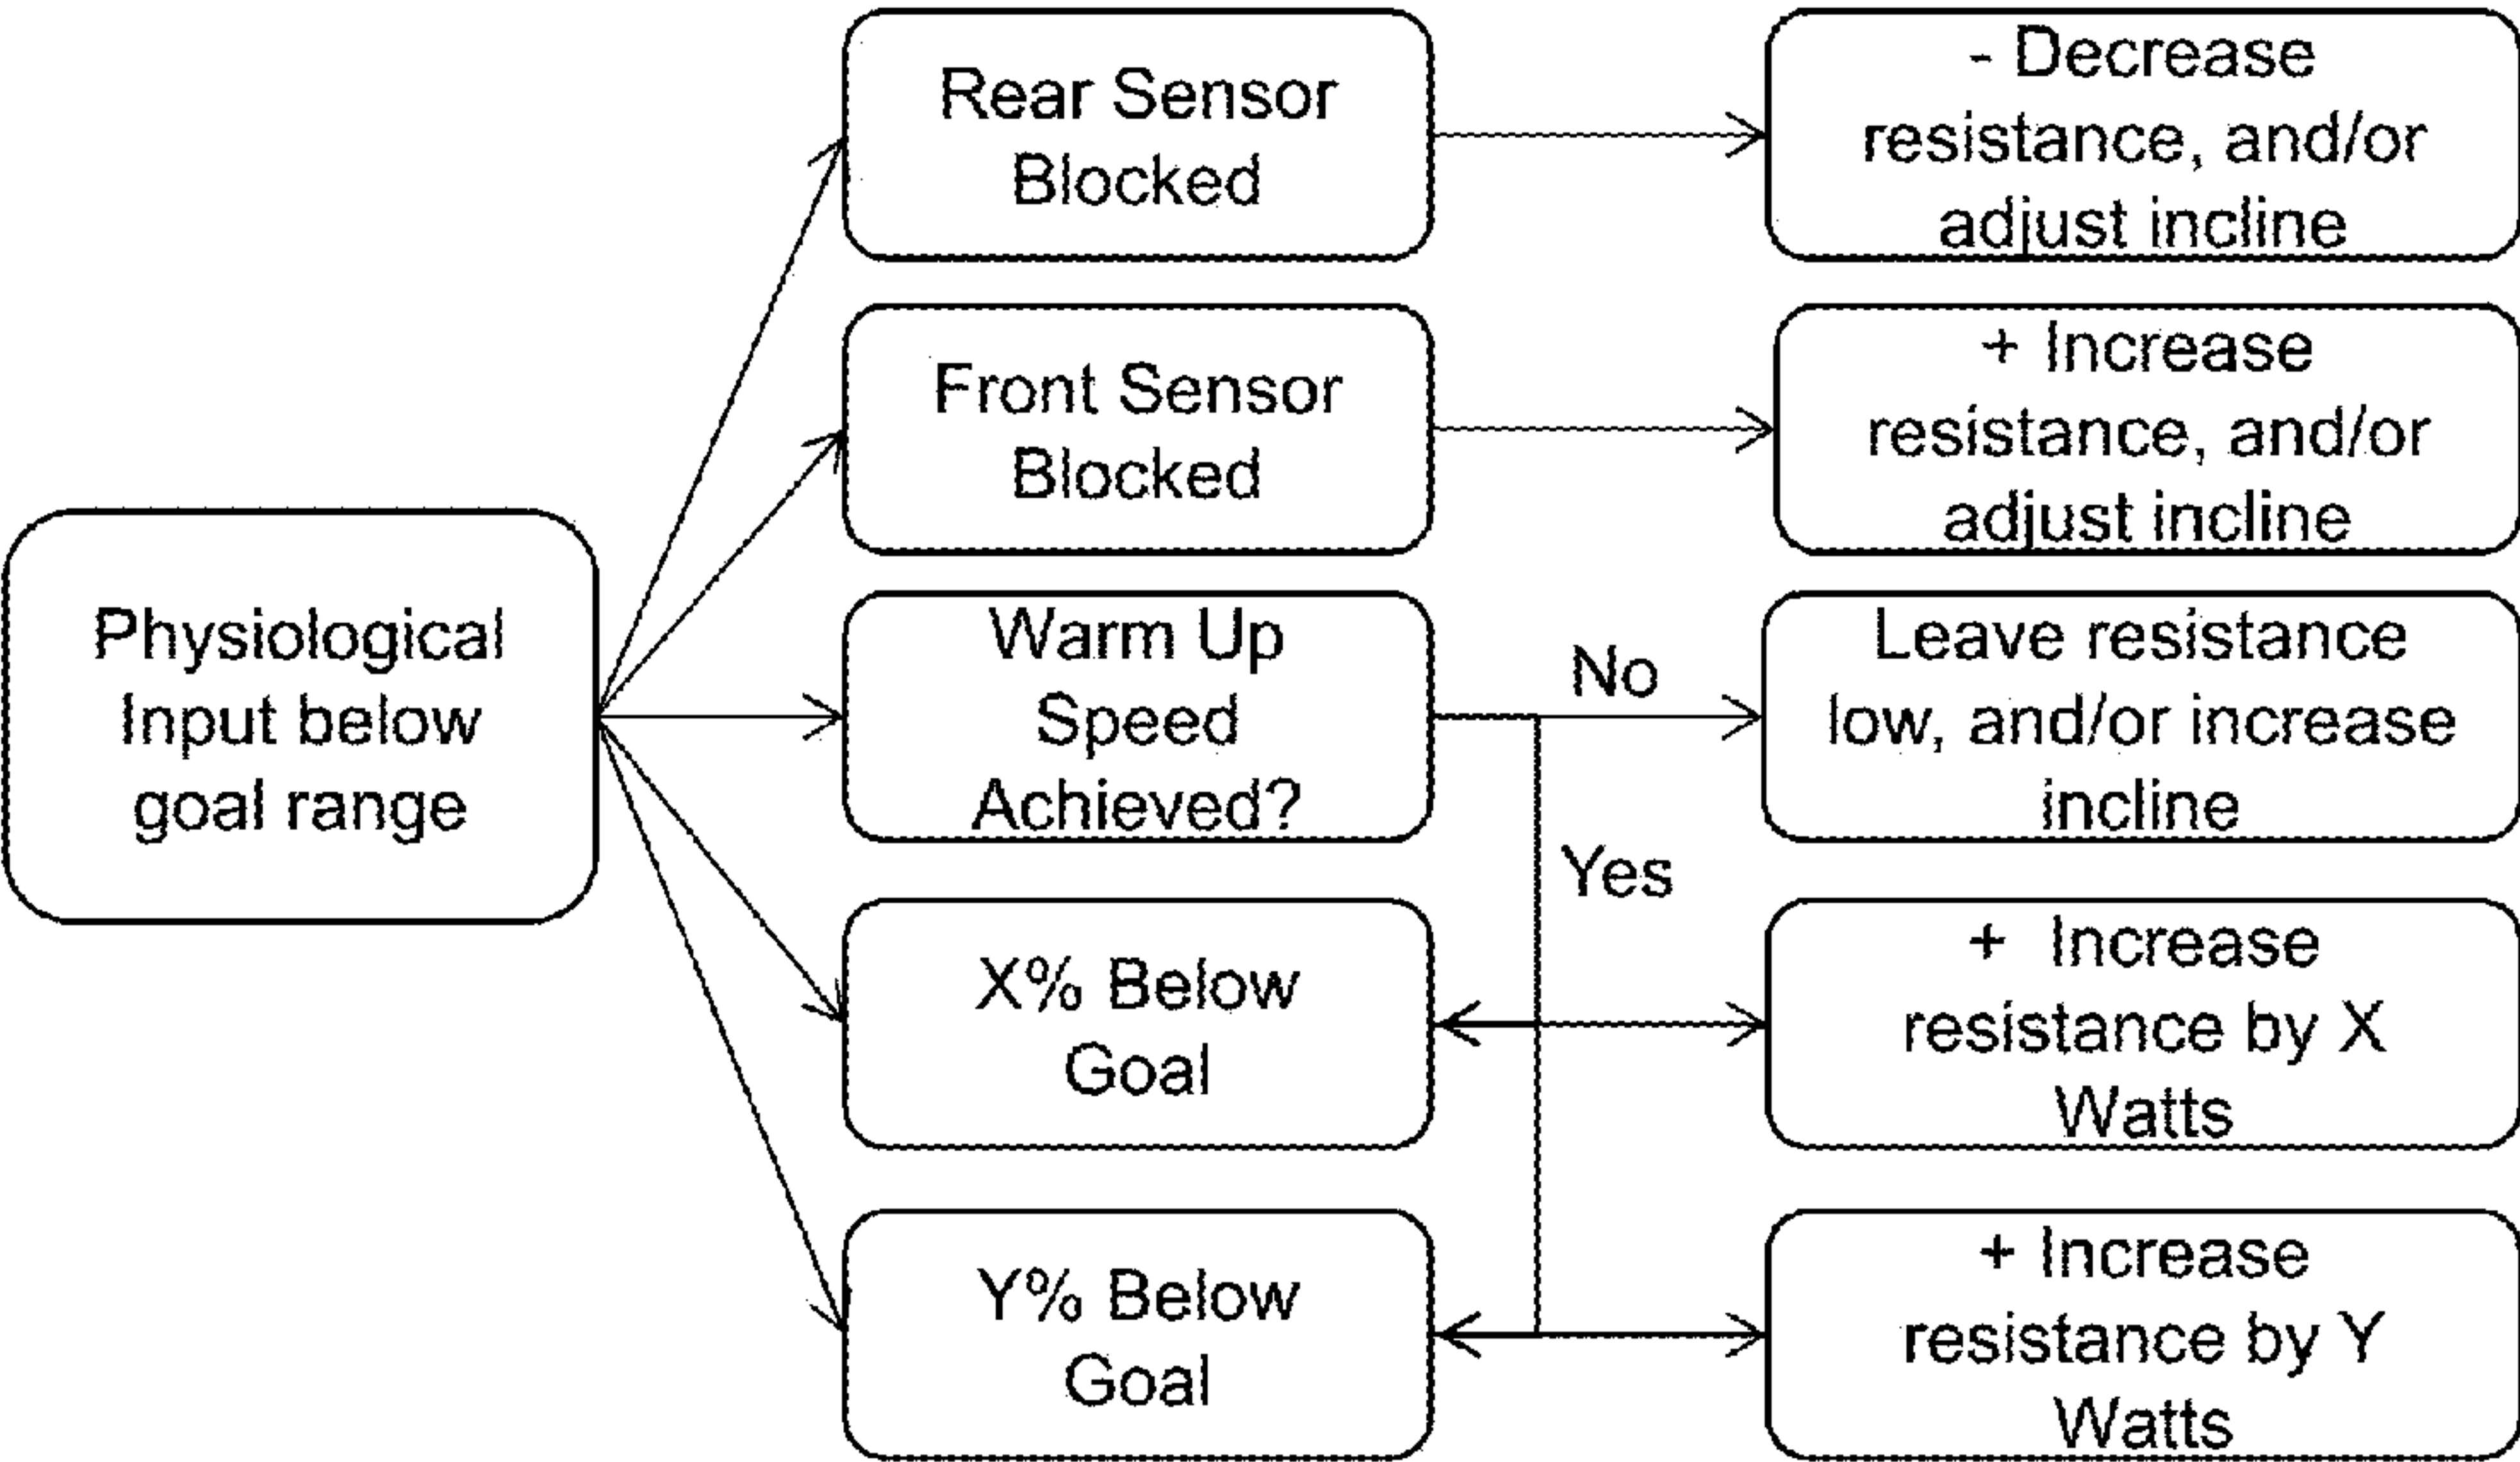 Physiological
Input below
goal range
Rear Sensor
Blocked
- Decrease
resistance, and/or
adjust incline
Front Sensor
Blocked
+ Increase
resistance, and/or
adjust incline
Warm Up
Speed
Achieved?
No
Leave resistance
low, and/or increase
incline
Yes
X% Below
Goal
+ Increase
resistance by X
Watts
Y% Below
Goal
+ Increase
resistance by Y
Watts